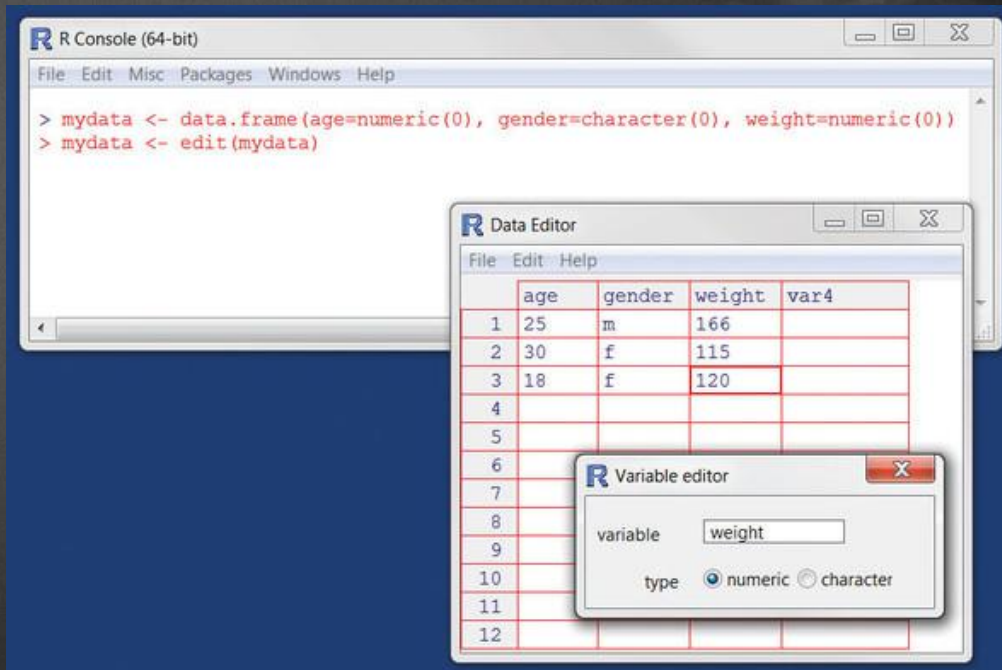 R R Console (64-bit)
File Edit Misc Packages Windows Help
> mydata <- data.frame(age=numeric(0), gender=character(0), weight=numeric(0))
> mydata <- edit(mydata)
R Data Editor
File Edit Help
age gender weight var4
1 25 m 166
2 30 f 115
3 18 f 120
4
5
6
7
8
9
10
11
12
R Variable editor
variable weight
type numeric character